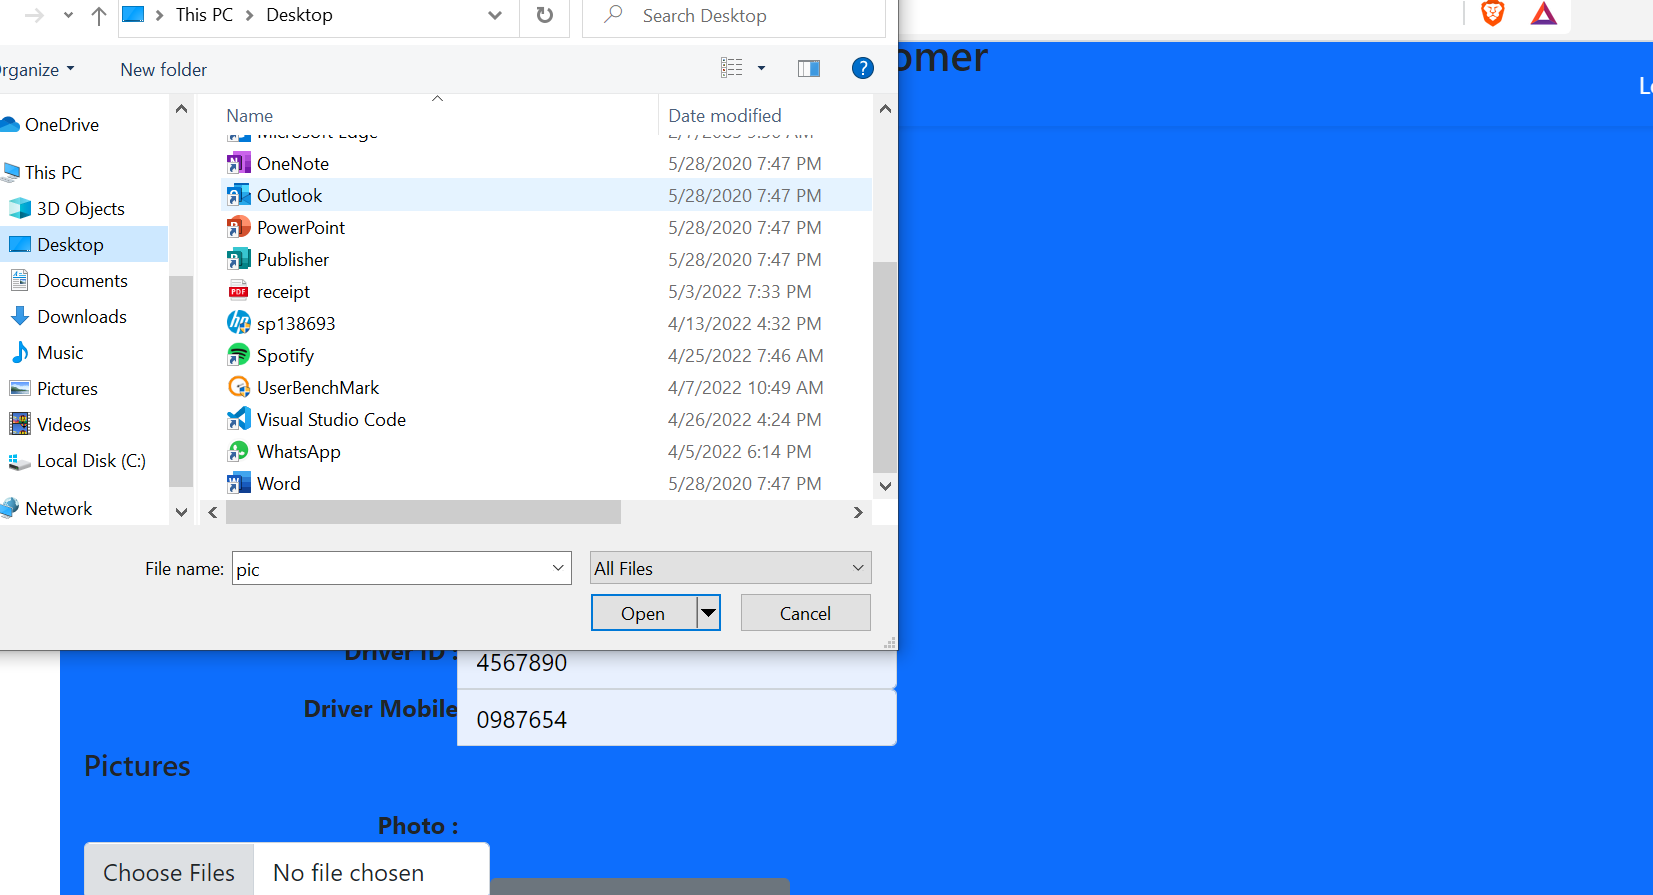 This PC > Desktop
Search Desktop
rganize
New folder
omer
OneDrive
This PC
3D Objects
Desktop
Documents
Downloads
Music
Pictures
Videos
Local Disk (C:)
Network
Name Date modified
Microsoft Edge
OneNote 5/28/2020 7:47 PM
Outlook 5/28/2020 7:47 PM
PowerPoint 5/28/2020 7:47 PM
Publisher 5/28/2020 7:47 PM
PDF receipt 5/3/2022 7:33 PM
hp sp138693 4/13/2022 4:32 PM
Spotify 4/25/2022 7:46 AM
UserBenchMark 4/7/2022 10:49 AM
Visual Studio Code 4/26/2022 4:24 PM
WhatsApp 4/5/2022 6:14 PM
Word 5/28/2020 7:47 PM
File name: pic All Files
Open Cancel
Driver ID : 4567890
Driver Mobile 0987654
Pictures
Photo :
Choose Files No file chosen